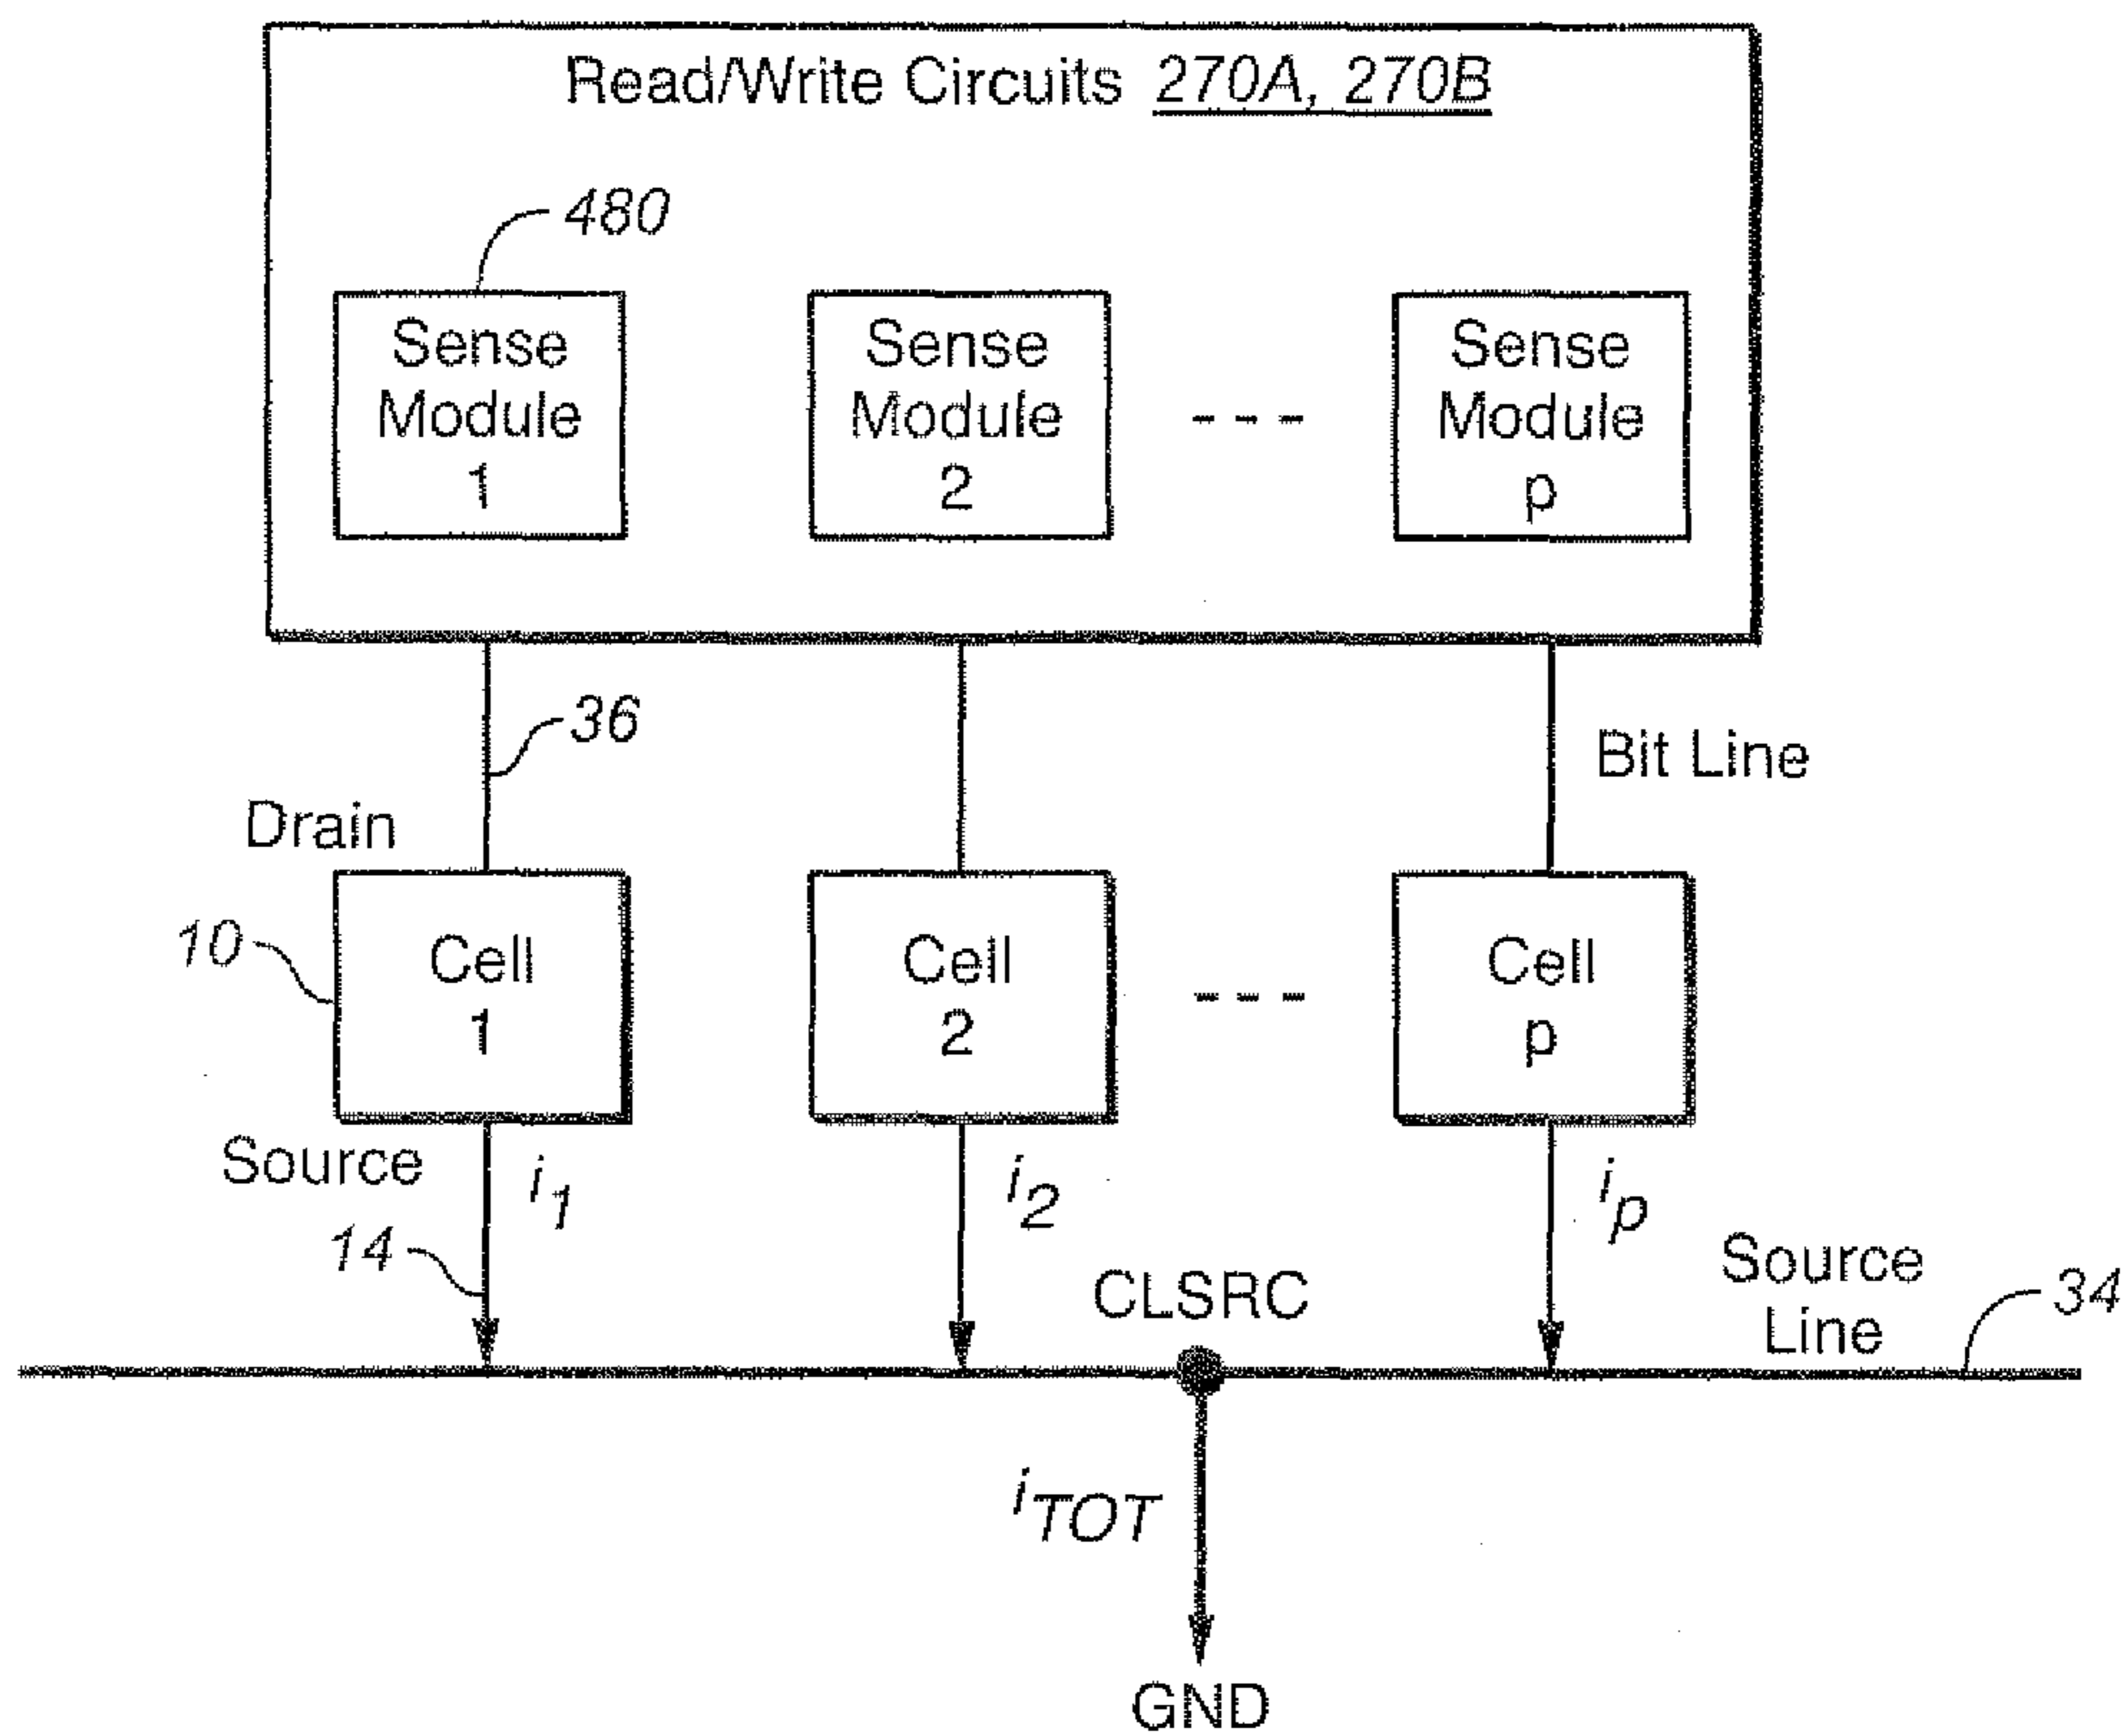 Read/Write Circuits 270A, 270B
480
Sense Module 1
Sense Module 2
Sense Module p
36
Bit Line
Drain
10
Cell 1
Cell 2
Cell p
Source
i1
i2
ip
14
CLSRC
Source Line
34
iTOT
GND